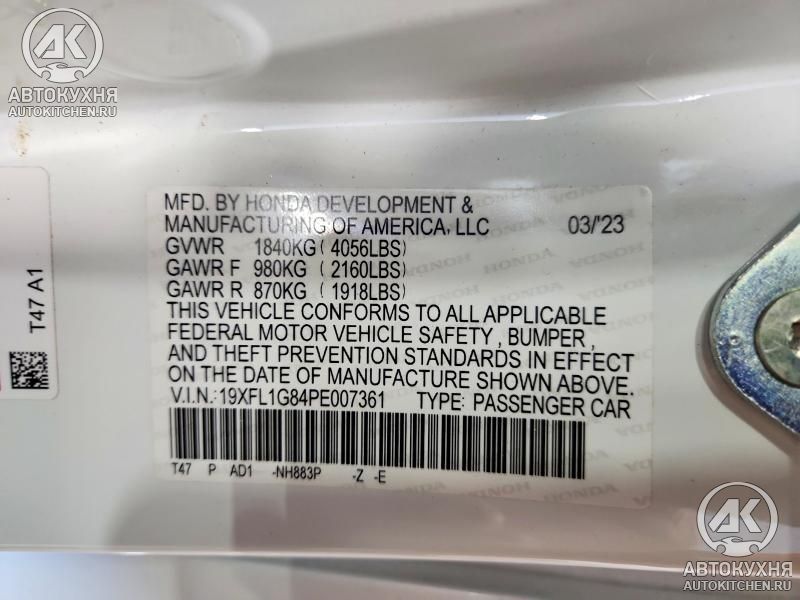 AK
АВТОКУХНЯ
AUTOKITCHEN.RU
T47 A1
MFD. BY HONDA DEVELOPMENT &
MANUFACTURING OF AMERICA, LLC 03/'23
GVWR 1840KG ( 4056LBS)
GAWR F 980KG ( 2160LBS)
GAWR R 870KG ( 1918LBS)
THIS VEHICLE CONFORMS TO ALL APPLICABLE
FEDERAL MOTOR VEHICLE SAFETY , BUMPER ,
AND THEFT PREVENTION STANDARDS IN EFFECT
ON THE DATE OF MANUFACTURE SHOWN ABOVE.
V.I.N.:19XFL1G84PE007361 TYPE: PASSENGER CAR
T47 P AD1 -NH883P -Z -E
HONDA
AK
АВТОКУХНЯ
AUTOKITCHEN.RU